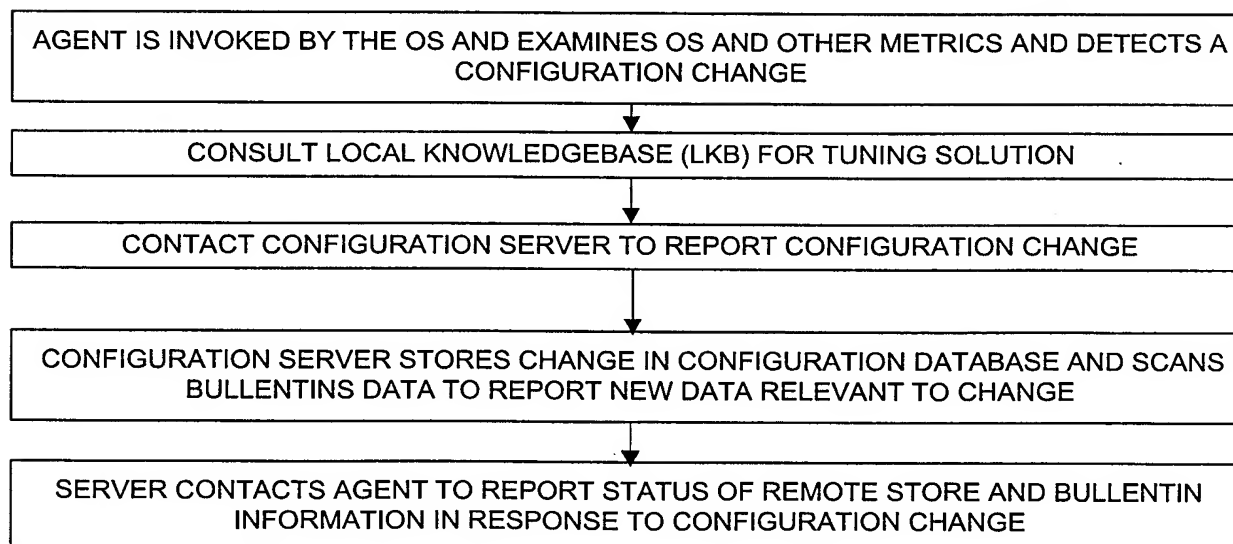 AGENT IS INVOKED BY THE OS AND EXAMINES OS AND OTHER METRICS AND DETECTS A
CONFIGURATION CHANGE
CONSULT LOCAL KNOWLEDGEBASE (LKB) FOR TUNING SOLUTION
CONTACT CONFIGURATION SERVER TO REPORT CONFIGURATION CHANGE
CONFIGURATION SERVER STORES CHANGE IN CONFIGURATION DATABASE AND SCANS
BULLENTINS DATA TO REPORT NEW DATA RELEVANT TO CHANGE
SERVER CONTACTS AGENT TO REPORT STATUS OF REMOTE STORE AND BULLENTIN
INFORMATION IN RESPONSE TO CONFIGURATION CHANGE